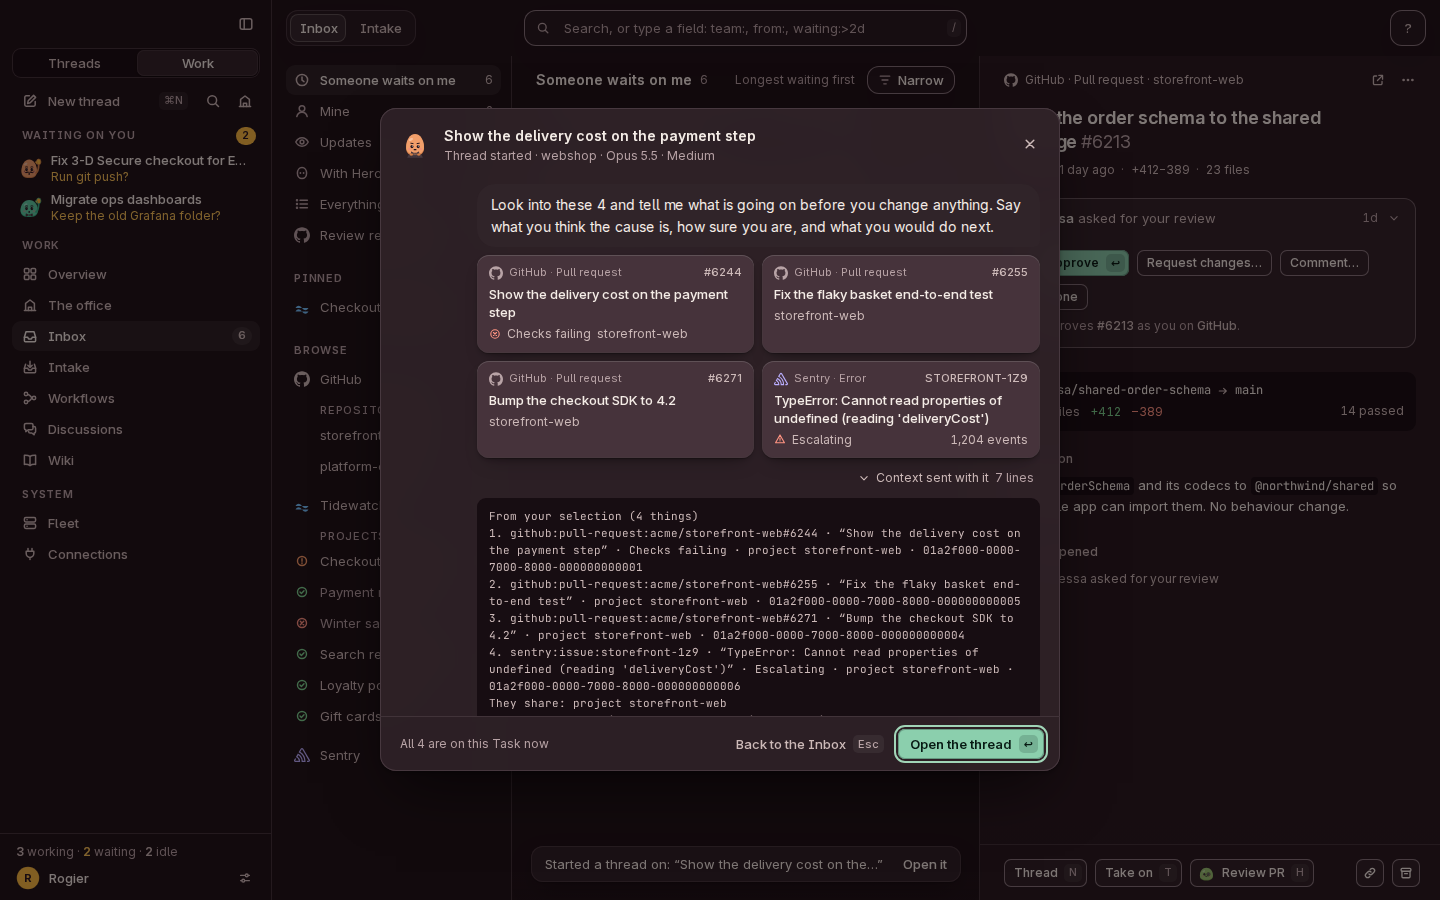 Threads
Work
New thread
⌘N
WAITING ON YOU
2
Fix 3-D Secure checkout for E…
Run git push?
Migrate ops dashboards
Keep the old Grafana folder?
WORK
Overview
The office
Inbox
6
Intake
Workflows
Discussions
Wiki
SYSTEM
Fleet
Connections
3 working · 2 waiting · 2 idle
R
Rogier
Inbox
Intake
Search, or type a field: team:, from:, waiting:>2d
/
?
Someone waits on me
6
Mine
Updates
Everything
PINNED
BROWSE
GitHub
Search
Gift cards
Sentry
Someone waits on me 6
Longest waiting first
Narrow
Show the delivery cost on the payment step
Thread started · webshop · Opus 5.5 · Medium
Look into these 4 and tell me what is going on before you change anything. Say
what you think the cause is, how sure you are, and what you would do next.
GitHub · Pull request
#6244
Show the delivery cost on the payment
step
Checks failing storefront-web
GitHub · Pull request
#6255
Fix the flaky basket end-to-end test
storefront-web
GitHub · Pull request
#6271
Bump the checkout SDK to 4.2
storefront-web
Sentry · Error
STOREFRONT-1Z9
TypeError: Cannot read properties of
undefined (reading 'deliveryCost')
Escalating
1,204 events
Context sent with it 7 lines
From your selection (4 things)
1. github:pull-request:acme/storefront-web#6244 · “Show the delivery cost on
the payment step” · Checks failing · project storefront-web · 01a2f000-0000-
7000-8000-000000000001
2. github:pull-request:acme/storefront-web#6255 · “Fix the flaky basket end-
to-end test” · project storefront-web · 01a2f000-0000-7000-8000-000000000005
3. github:pull-request:acme/storefront-web#6271 · “Bump the checkout SDK to
4.2” · project storefront-web · 01a2f000-0000-7000-8000-000000000004
4. sentry:issue:storefront-1z9 · “TypeError: Cannot read properties of
undefined (reading 'deliveryCost')” · Escalating · project storefront-web ·
01a2f000-0000-7000-8000-000000000006
They share: project storefront-web
All 4 are on this Task now
Back to the Inbox
Esc
Open the thread
↵
Started a thread on: “Show the delivery cost on the…”
Open it
GitHub · Pull request · storefront-web
the order schema to the shared
#6213
1 day ago · +412−389 · 23 files
asked for your review
1d
↵
Request changes…
Comment…
#6213 as you on GitHub.
/shared-order-schema → main
+412 −389
14 passed
and its codecs to @northwind/shared so
app can import them. No behaviour change.
asked for your review
Thread N
Take on T
Review PR H